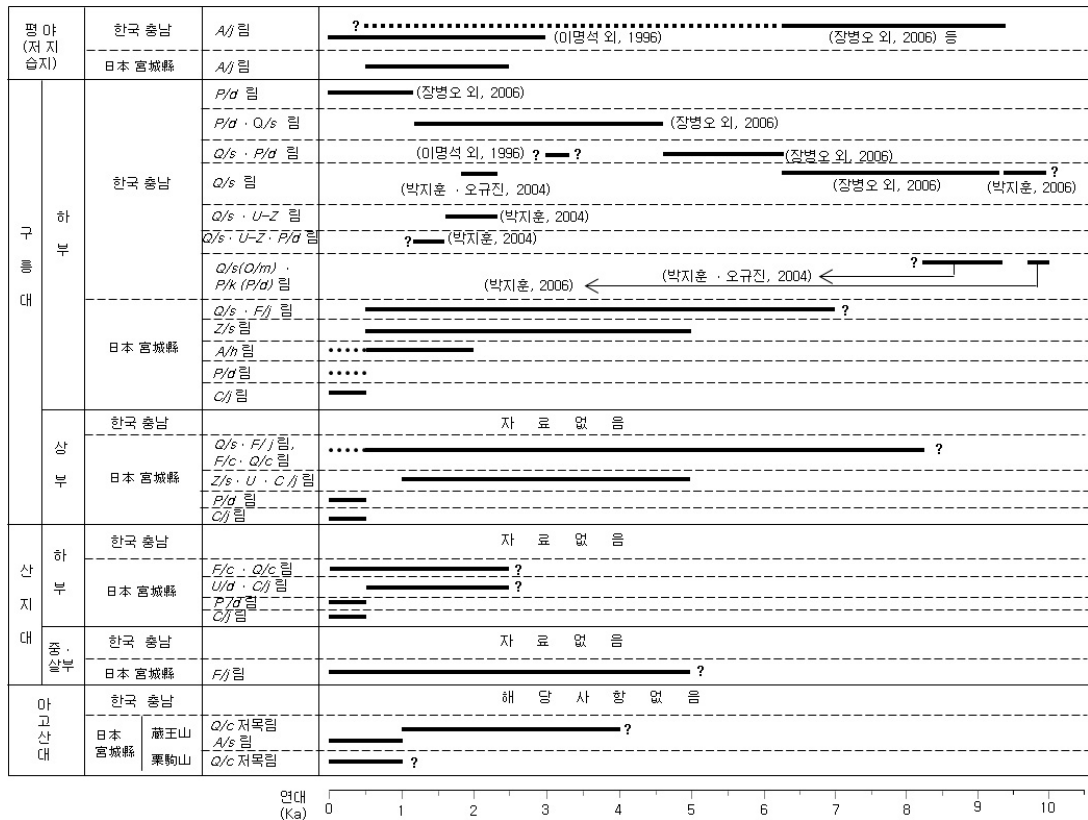 평 야
(저 지
습지)
한국 충남
A/j 림
?
(이명석 외, 1996)
(장병오 외, 2006) 등
日本 宮城縣
A/j 림
구 릉 대
하 부
한국 충남
P/d 림
(장병오 외, 2006)
P/d · Q/s 림
(장병오 외, 2006)
Q/s · P/d 림
(이명석 외, 1996) ? ?
(장병오 외, 2006)
Q/s 림
(박지훈 · 오규진, 2004)
(장병오 외, 2006)
?
(박지훈, 2006)
Q/s · U-Z 림
(박지훈, 2004)
Q/s · U-Z · P/d 림
? (박지훈, 2004)
Q/s(O/m) ·
P/k (P/d) 림
?
(박지훈 · 오규진, 2004)
(박지훈, 2006)
日本 宮城縣
Q/s · F/j 림
?
Z/s 림
A/h 림
P/d 림
C/j 림
상 부
한국 충남
자 료 없 음
日本 宮城縣
Q/s · F/j 림,
F/c · Q/c 림
?
Z/s · U · C/j 림
P/d 림
C/j 림
산 지 대
하 부
한국 충남
자 료 없 음
日本 宮城縣
F/c · Q/c 림
?
U/d · C/j 림
?
P/d 림
C/j 림
중 ·
살부
한국 충남
자 료 없 음
日本 宮城縣
F/j 림
?
아 고 산 대
한국 충남
해 당 사 항 없 음
日本
宮城縣
蔵王山
Q/c 저목림
?
A/s 림
栗駒山
Q/c 저목림
?
연대
(Ka)
0 1 2 3 4 5 6 7 8 9 10